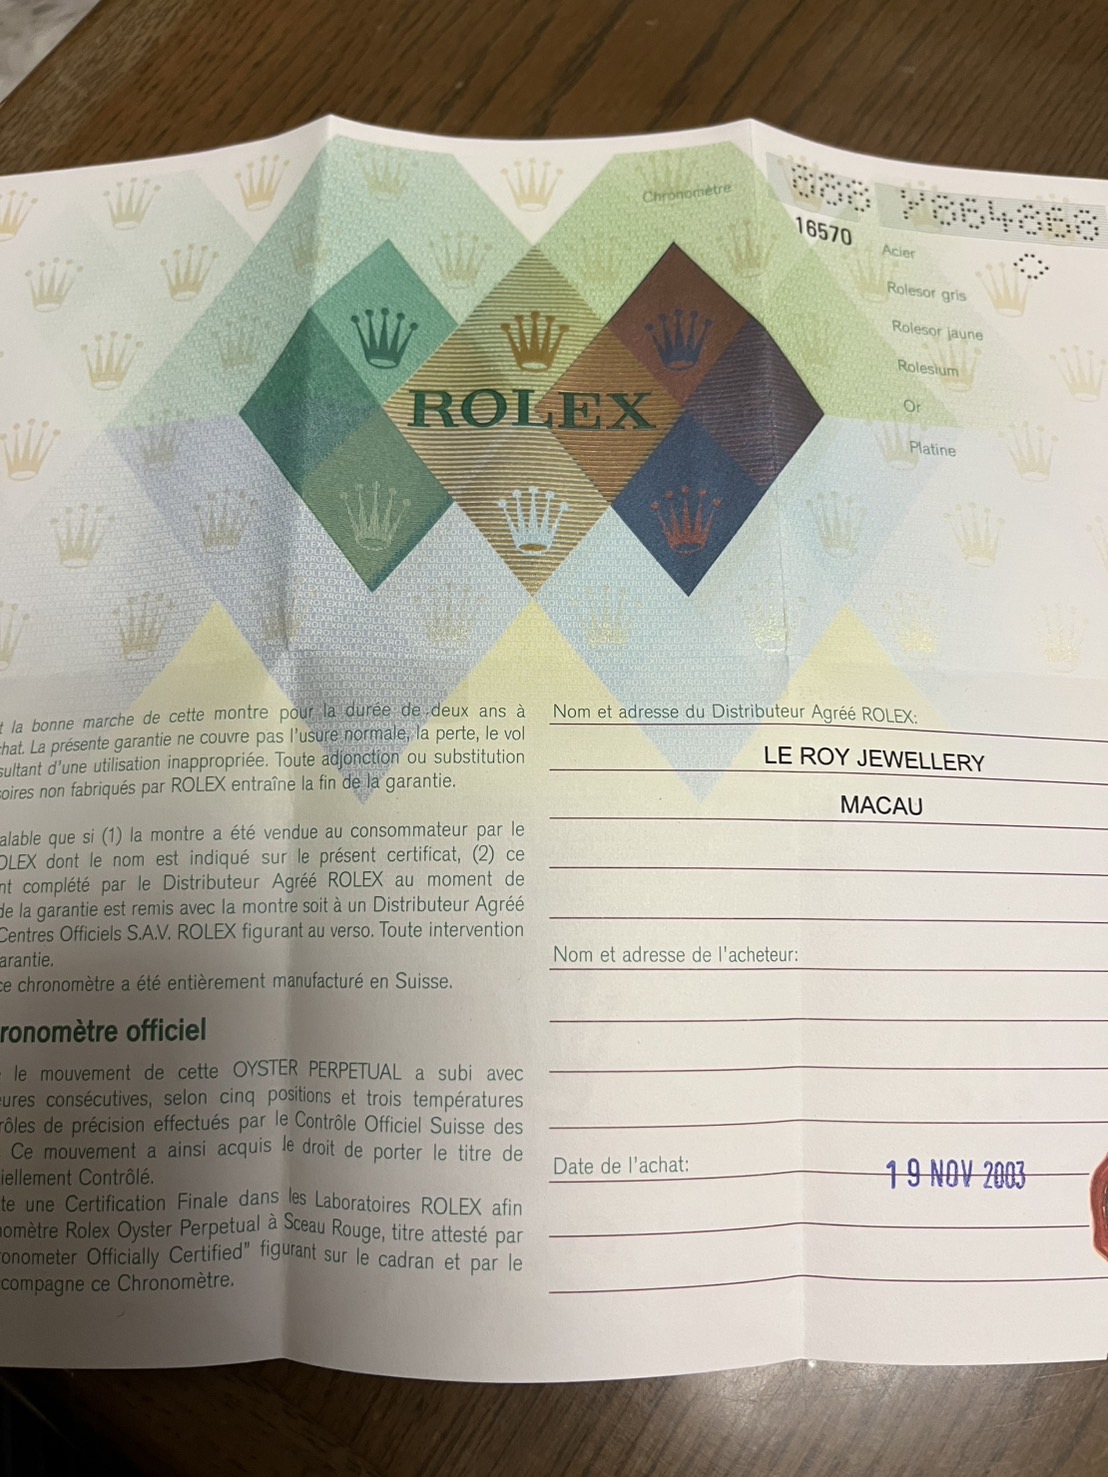 Chronomètre
888 Y864868
16570
Acier
Rolesor gris
Rolesor jaune
Rolesium
Or
Platine
ROLEX
t la bonne marche de cette montre pour la durée de deux ans à
hat. La présente garantie ne couvre pas l'usure normale, la perte, le vol
sultant d'une utilisation inappropriée. Toute adjonction ou substitution
oires non fabriqués par ROLEX entraîne la fin de la garantie.
alable que si (1) la montre a été vendue au consommateur par le
OLEX dont le nom est indiqué sur le présent certificat, (2) ce
nt complété par le Distributeur Agréé ROLEX au moment de
de la garantie est remis avec la montre soit à un Distributeur Agréé
Centres Officiels S.A.V. ROLEX figurant au verso. Toute intervention
arantie.
ce chronomètre a été entièrement manufacturé en Suisse.
ronomètre officiel
le mouvement de cette OYSTER PERPETUAL a subi avec
eures consécutives, selon cinq positions et trois températures
rôles de précision effectués par le Contrôle Officiel Suisse des
Ce mouvement a ainsi acquis le droit de porter le titre de
iellement Contrôlé.
te une Certification Finale dans les Laboratoires ROLEX afin
nomètre Rolex Oyster Perpetual à Sceau Rouge, titre attesté par
onometer Officially Certified" figurant sur le cadran et par le
compagne ce Chronomètre.
Nom et adresse du Distributeur Agréé ROLEX:
LE ROY JEWELLERY
MACAU
Nom et adresse de l'acheteur:
Date de l'achat:
19 NOV 2003